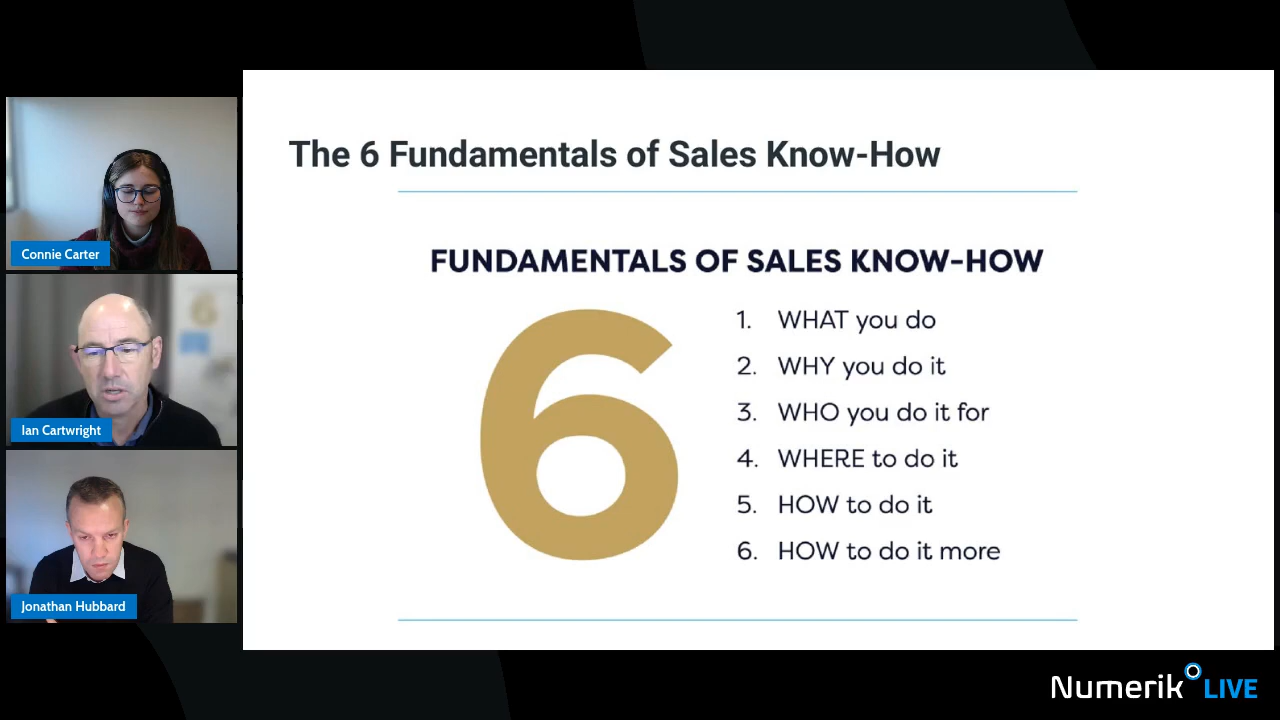 Connie Carter
Ian Cartwright
Jonathan Hubbard
The 6 Fundamentals of Sales Know-How
FUNDAMENTALS OF SALES KNOW-HOW
6
1. WHAT you do
2. WHY you do it
3. WHO you do it for
4. WHERE to do it
5. HOW to do it
6. HOW to do it more
6
Numerik LIVE